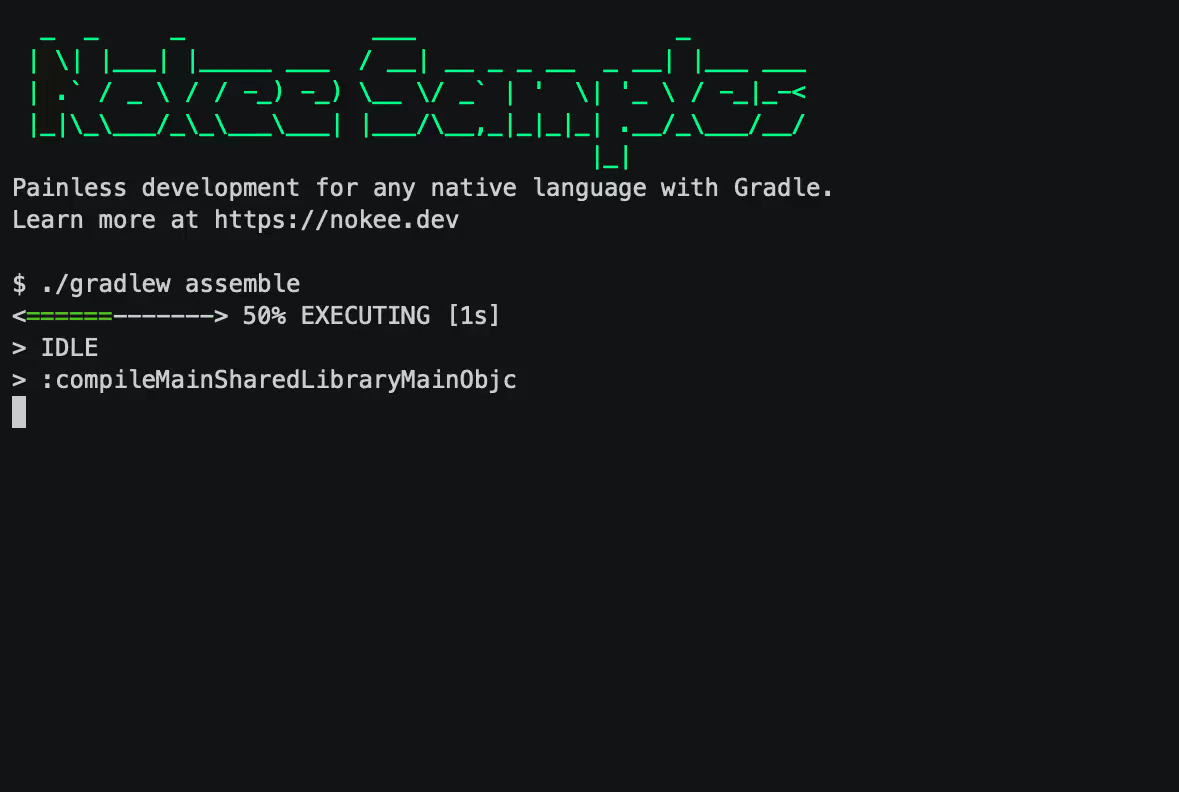 Nokee Samples
Painless development for any native language with Gradle.
Learn more at https://nokee.dev
$ ./gradlew assemble
<======-------> 50% EXECUTING [1s]
> IDLE
> :compileMainSharedLibraryMainObjc